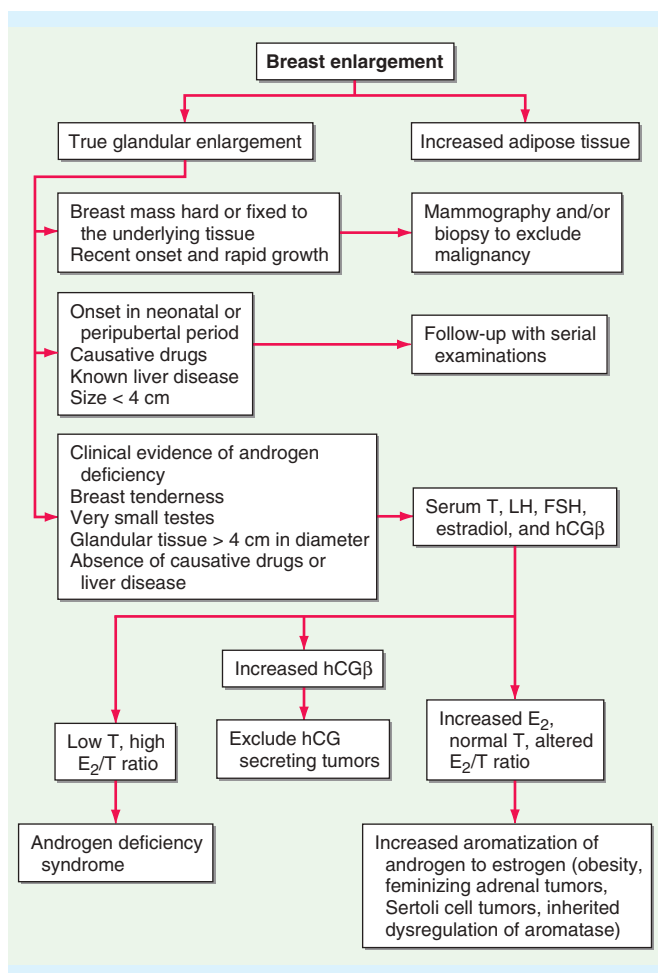 Breast enlargement
True glandular enlargement
Increased adipose tissue
Breast mass hard or fixed to
the underlying tissue
Recent onset and rapid growth
Mammography and/or
biopsy to exclude
malignancy
Onset in neonatal or
peripubertal period
Causative drugs
Known liver disease
Size < 4 cm
Follow-up with serial
examinations
Clinical evidence of androgen
deficiency
Breast tenderness
Very small testes
Glandular tissue > 4 cm in diameter
Absence of causative drugs or
liver disease
Serum T, LH, FSH,
estradiol, and hCGβ
Low T, high
E₂/T ratio
Increased hCGβ
Increased E₂,
normal T, altered
E₂/T ratio
Androgen deficiency
syndrome
Exclude hCG
secreting tumors
Increased aromatization of
androgen to estrogen (obesity,
feminizing adrenal tumors,
Sertoli cell tumors, inherited
dysregulation of aromatase)